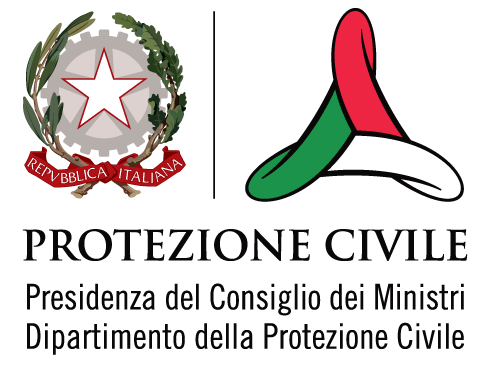 REPVBBLICA ITALIANA
PROTEZIONE CIVILE
Presidenza del Consiglio dei Ministri
Dipartimento della Protezione Civile